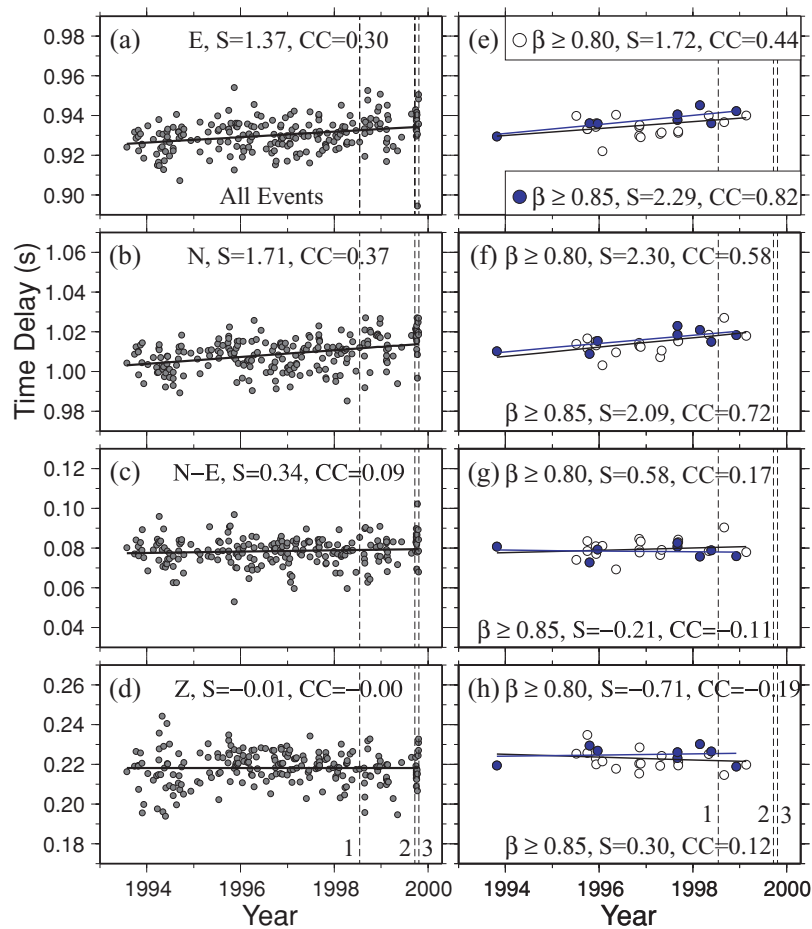 Time Delay (s)
0.98
0.96
0.94
0.92
0.90
(a)
E, S=1.37, CC=0.30
All Events
(e)
β ≥ 0.80, S=1.72, CC=0.44
β ≥ 0.85, S=2.29, CC=0.82
1.06
1.04
1.02
1.00
0.98
(b)
N, S=1.71, CC=0.37
(f)
β ≥ 0.80, S=2.30, CC=0.58
β ≥ 0.85, S=2.09, CC=0.72
0.12
0.10
0.08
0.06
0.04
(c)
N−E, S=0.34, CC=0.09
(g)
β ≥ 0.80, S=0.58, CC=0.17
β ≥ 0.85, S=−0.21, CC=−0.11
0.26
0.24
0.22
0.20
0.18
(d)
Z, S=−0.01, CC=−0.00
1 2 3
(h)
β ≥ 0.80, S=−0.71, CC=−0.19
1 2 3
β ≥ 0.85, S=0.30, CC=0.12
1994 1996 1998 2000
1994 1996 1998 2000
Year
Year